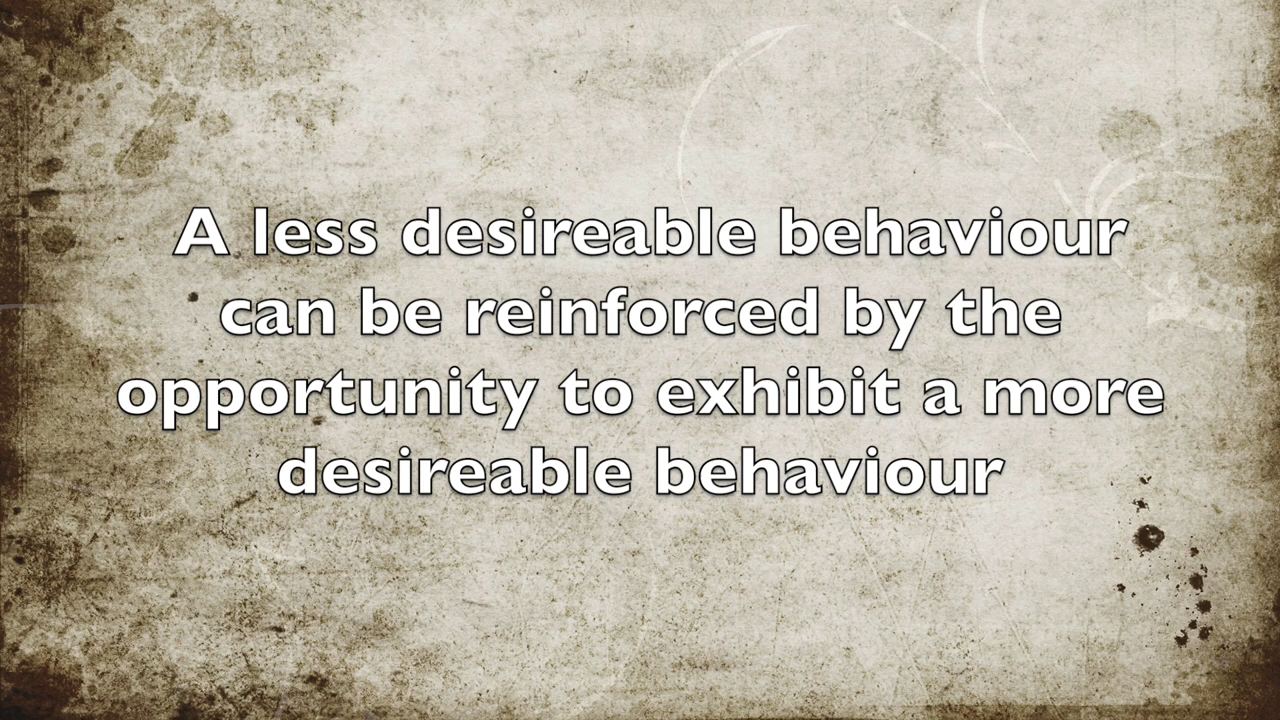 A less desireable behaviour
can be reinforced by the
opportunity to exhibit a more
desireable behaviour